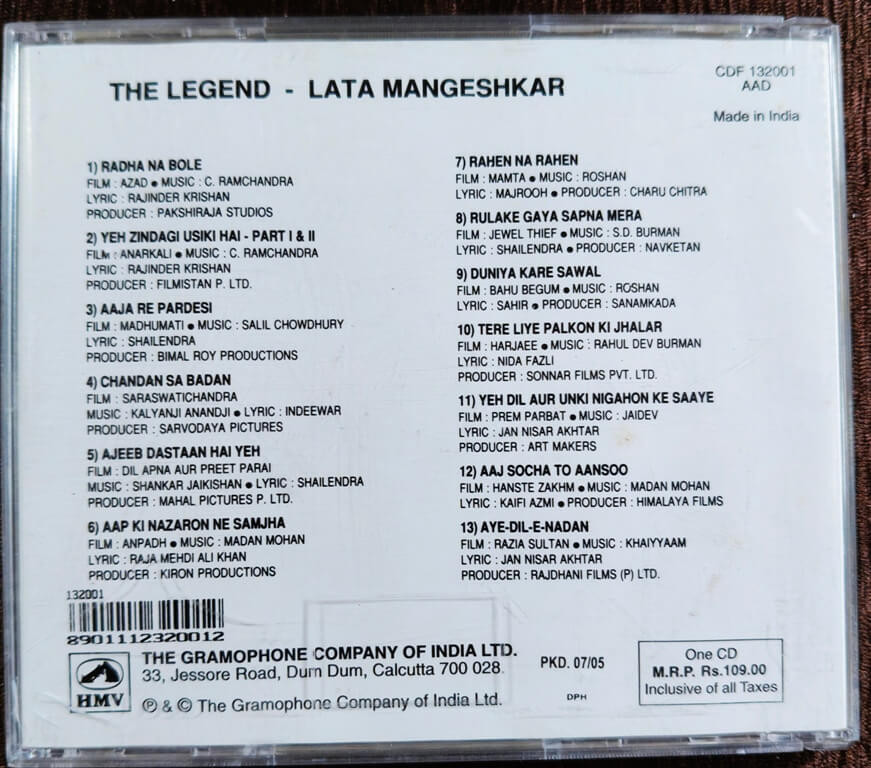 THE LEGEND - LATA MANGESHKAR
CDF 132001
AAD
Made in India
1) RADHA NA BOLE
FILM : AZAD ● MUSIC : C. RAMCHANDRA
LYRIC : RAJINDER KRISHAN
PRODUCER : PAKSHIRAJA STUDIOS
2) YEH ZINDAGI USIKI HAI - PART I & II
FILM : ANARKALI ● MUSIC : C. RAMCHANDRA
LYRIC : RAJINDER KRISHAN
PRODUCER : FILMISTAN P. LTD.
3) AAJA RE PARDESI
FILM : MADHUMATI ● MUSIC : SALIL CHOWDHURY
LYRIC : SHAILENDRA
PRODUCER : BIMAL ROY PRODUCTIONS
4) CHANDAN SA BADAN
FILM : SARASWATICHANDRA
MUSIC : KALYANJI ANANDJI ● LYRIC : INDEEWAR
PRODUCER : SARVODAYA PICTURES
5) AJEEB DASTAAN HAI YEH
FILM : DIL APNA AUR PREET PARAI
MUSIC : SHANKAR JAIKISHAN ● LYRIC : SHAILENDRA
PRODUCER : MAHAL PICTURES P. LTD.
6) AAP KI NAZARON NE SAMJHA
FILM : ANPADH ● MUSIC : MADAN MOHAN
LYRIC : RAJA MEHDI ALI KHAN
PRODUCER : KIRON PRODUCTIONS
7) RAHEN NA RAHEN
FILM : MAMTA ● MUSIC : ROSHAN
LYRIC : MAJROOH ● PRODUCER : CHARU CHITRA
8) RULAKE GAYA SAPNA MERA
FILM : JEWEL THIEF ● MUSIC : S.D. BURMAN
LYRIC : SHAILENDRA ● PRODUCER : NAVKETAN
9) DUNIYA KARE SAWAL
FILM : BAHU BEGUM ● MUSIC : ROSHAN
LYRIC : SAHIR ● PRODUCER : SANAMKADA
10) TERE LIYE PALKON KI JHALAR
FILM : HARJAEE ● MUSIC : RAHUL DEV BURMAN
LYRIC : NIDA FAZLI
PRODUCER : SONNAR FILMS PVT. LTD.
11) YEH DIL AUR UNKI NIGAHON KE SAAYE
FILM : PREM PARBAT ● MUSIC : JAIDEV
LYRIC : JAN NISAR AKHTAR
PRODUCER : ART MAKERS
12) AAJ SOCHA TO AANSOO
FILM : HANSTE ZAKHM ● MUSIC : MADAN MOHAN
LYRIC : KAIFI AZMI ● PRODUCER : HIMALAYA FILMS
13) AYE-DIL-E-NADAN
FILM : RAZIA SULTAN ● MUSIC : KHAIYYAAM
LYRIC : JAN NISAR AKHTAR
PRODUCER : RAJDHANI FILMS (P) LTD.
132001
8901112320012
HMV
THE GRAMOPHONE COMPANY OF INDIA LTD.
33, Jessore Road, Dum Dum, Calcutta 700 028.
℗ & © The Gramophone Company of India Ltd.
PKD. 07/05
DPH
One CD
M.R.P. Rs.109.00
Inclusive of all Taxes